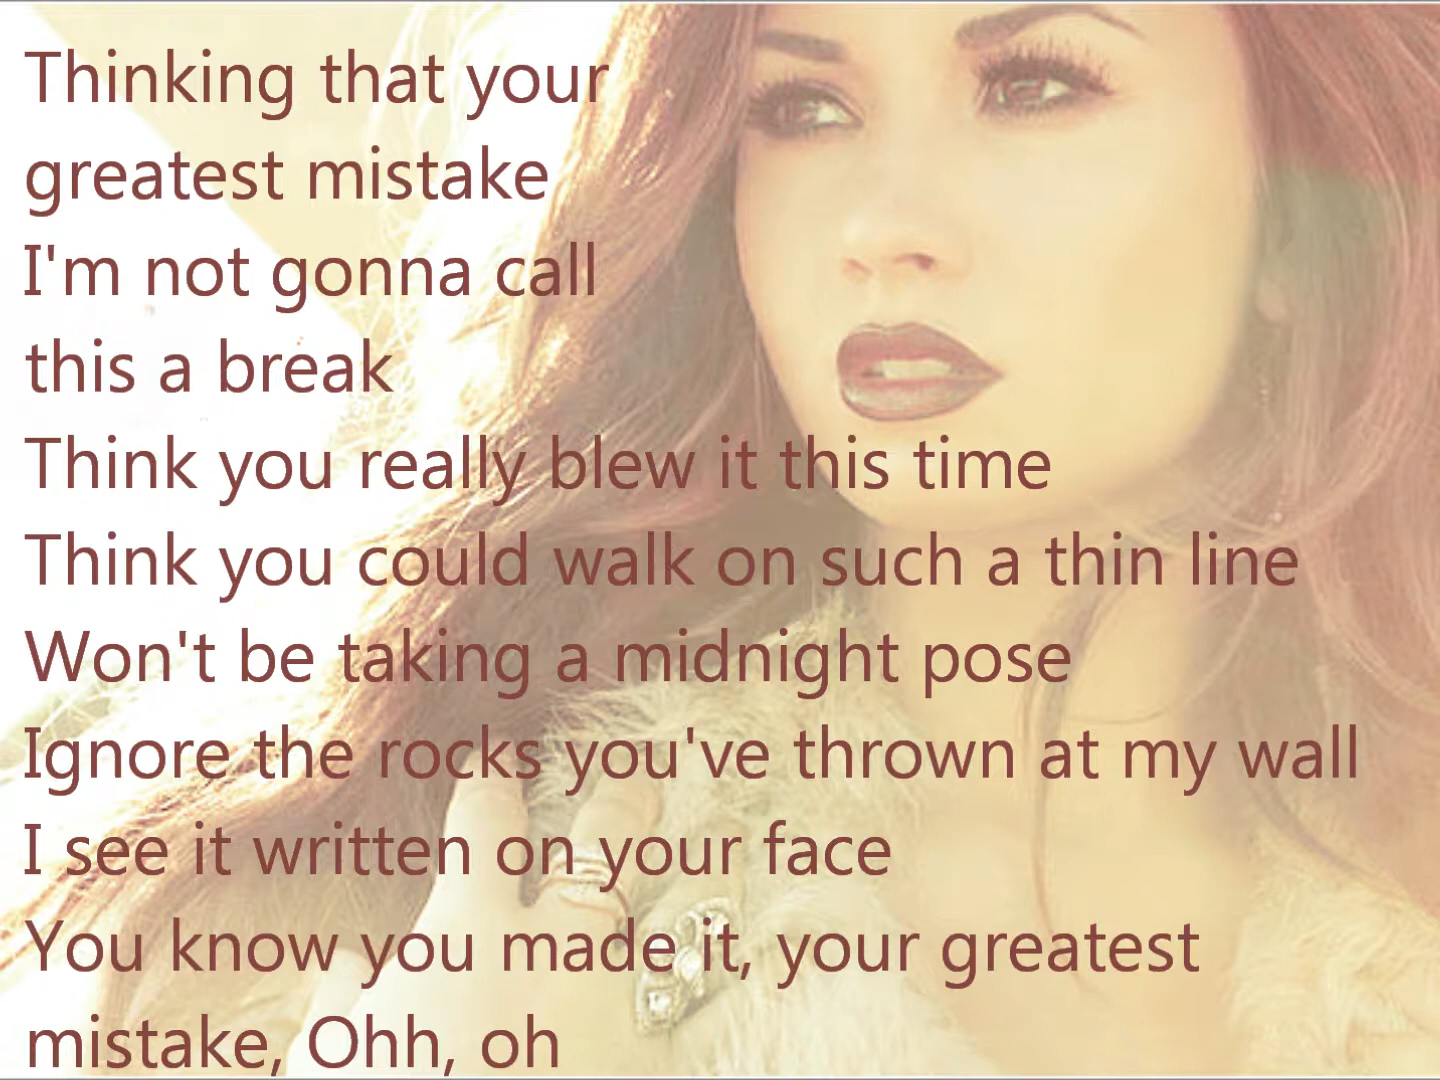 Thinking that your
greatest mistake
I'm not gonna call
this a break
Think you really blew it this time
Think you could walk on such a thin line
Won't be taking a midnight pose
Ignore the rocks you've thrown at my wall
I see it written on your face
You know you made it, your greatest
mistake, Ohh, oh